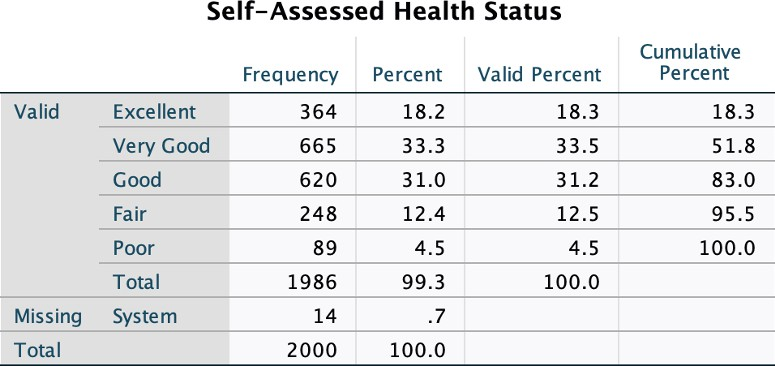 Self-Assessed Health Status
Frequency Percent Valid Percent Cumulative Percent
Valid Excellent 364 18.2 18.3 18.3
Very Good 665 33.3 33.5 51.8
Good 620 31.0 31.2 83.0
Fair 248 12.4 12.5 95.5
Poor 89 4.5 4.5 100.0
Total 1986 99.3 100.0
Missing System 14 .7
Total 2000 100.0